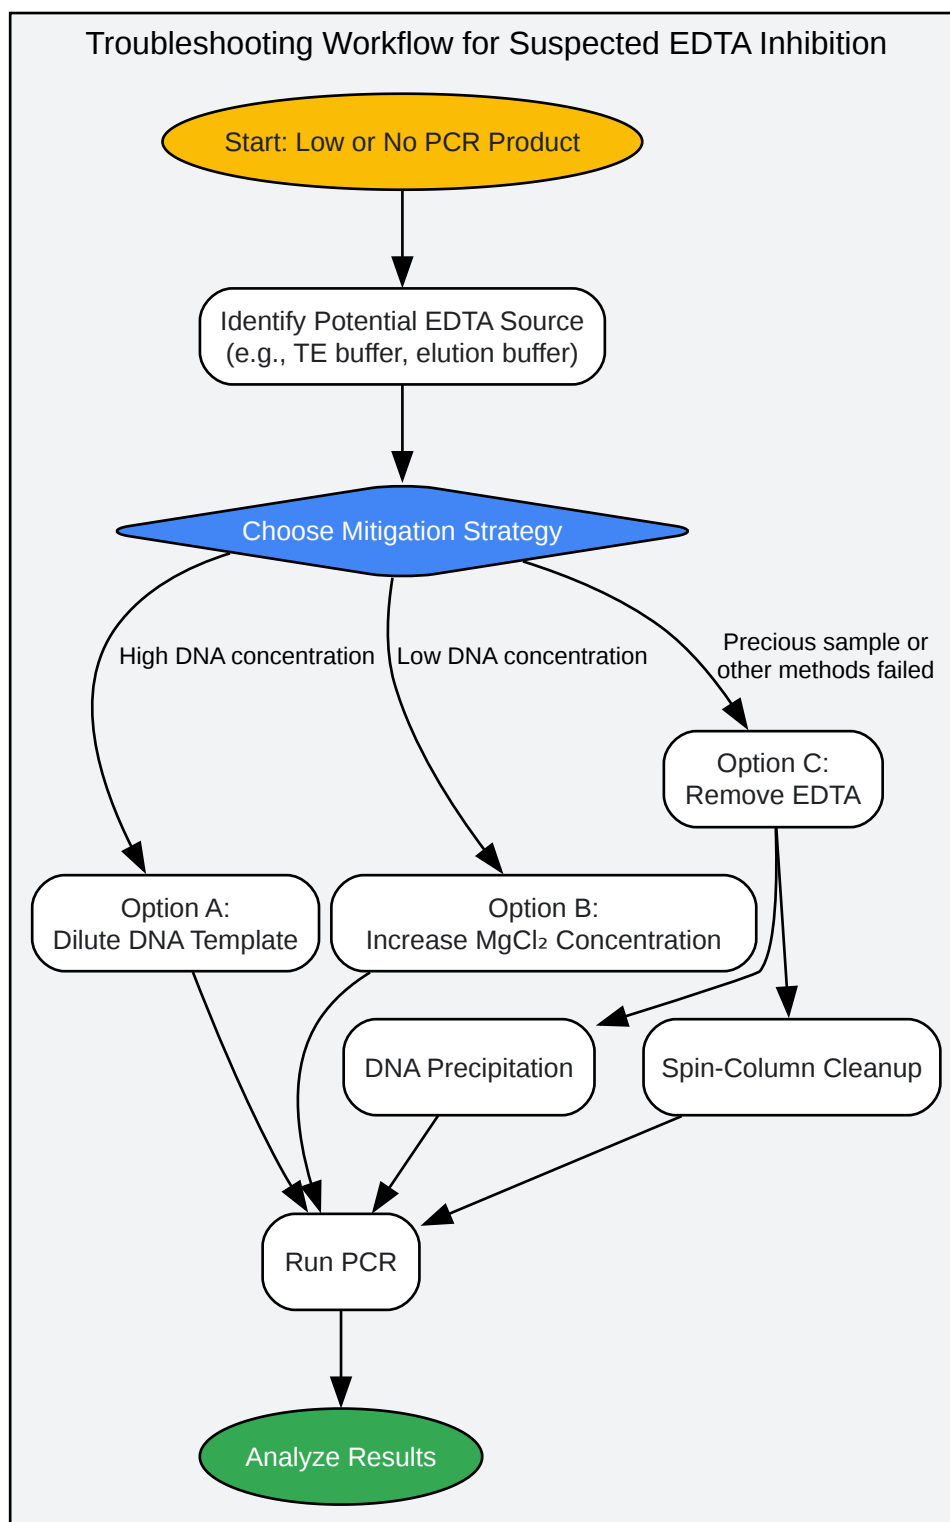 Troubleshooting Workflow for Suspected EDTA Inhibition
Start: Low or No PCR Product
Identify Potential EDTA Source
(e.g., TE buffer, elution buffer)
Choose Mitigation Strategy
High DNA concentration
Low DNA concentration
Precious sample or
other methods failed
Option C:
Remove EDTA
Option A:
Dilute DNA Template
Option B:
Increase MgCl₂ Concentration
DNA Precipitation
Spin-Column Cleanup
Run PCR
Analyze Results